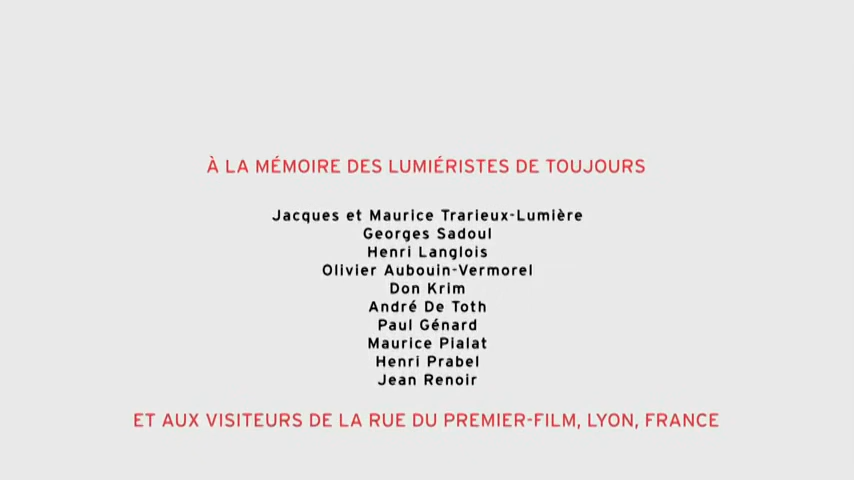 À LA MÉMOIRE DES LUMIÉRISTES DE TOUJOURS
Jacques et Maurice Trarieux-Lumière
Georges Sadoul
Henri Langlois
Olivier Aubouin-Vermorel
Don Krim
André De Toth
Paul Génard
Maurice Pialat
Henri Prabel
Jean Renoir
ET AUX VISITEURS DE LA RUE DU PREMIER-FILM, LYON, FRANCE